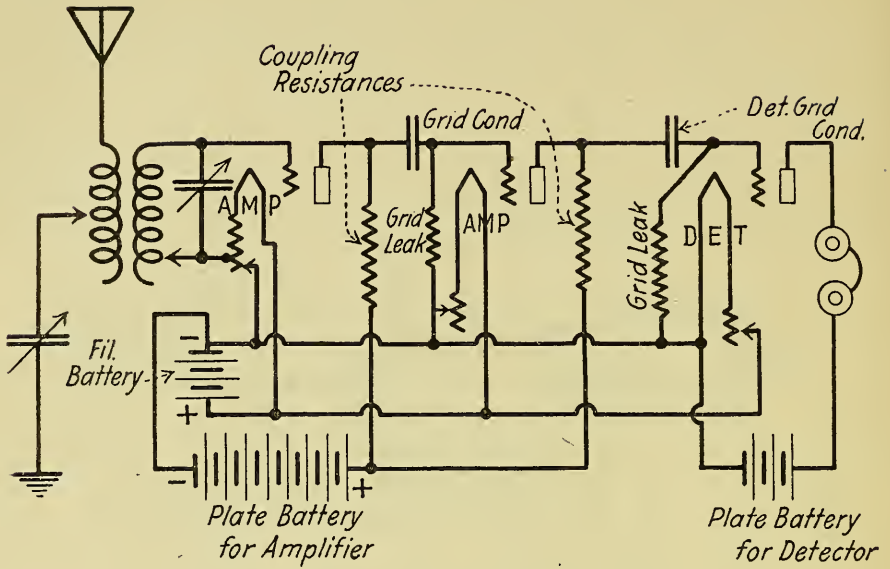 Coupling
Resistances
Grid Cond
Det. Grid
Cond.
AMP
Grid
Leak
AMP
Grid Leak
DET
Fil.
Battery
-
+
-
+
Plate Battery
for Amplifier
Plate Battery
for Detector